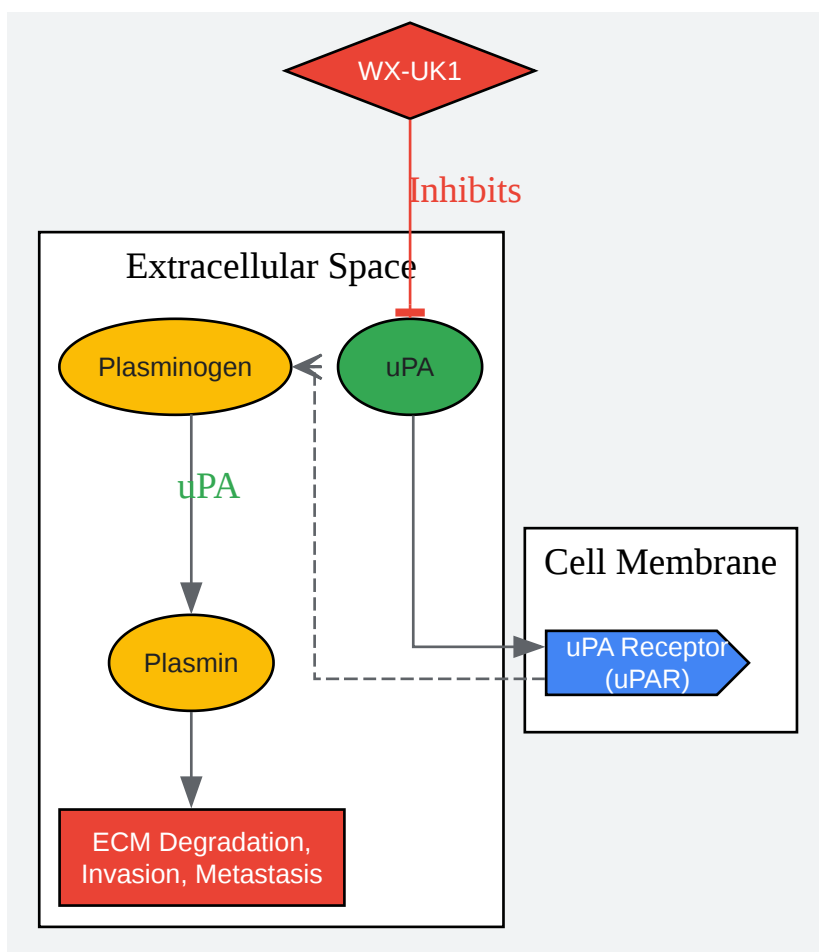 WX-UK1
Inhibits
Extracellular Space
Plasminogen
uPA
uPA
Cell Membrane
uPA Receptor
(uPAR)
Plasmin
ECM Degradation,
Invasion, Metastasis